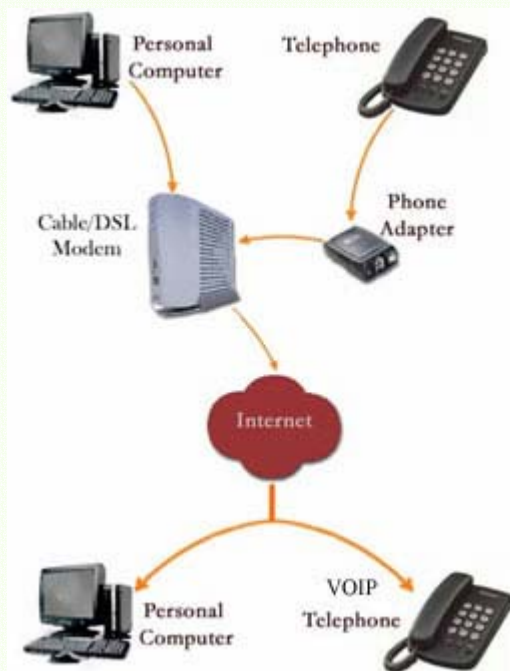 Personal
Computer
Telephone
Cable/DSL
Modem
Phone
Adapter
Internet
Personal
Computer
VOIP
Telephone